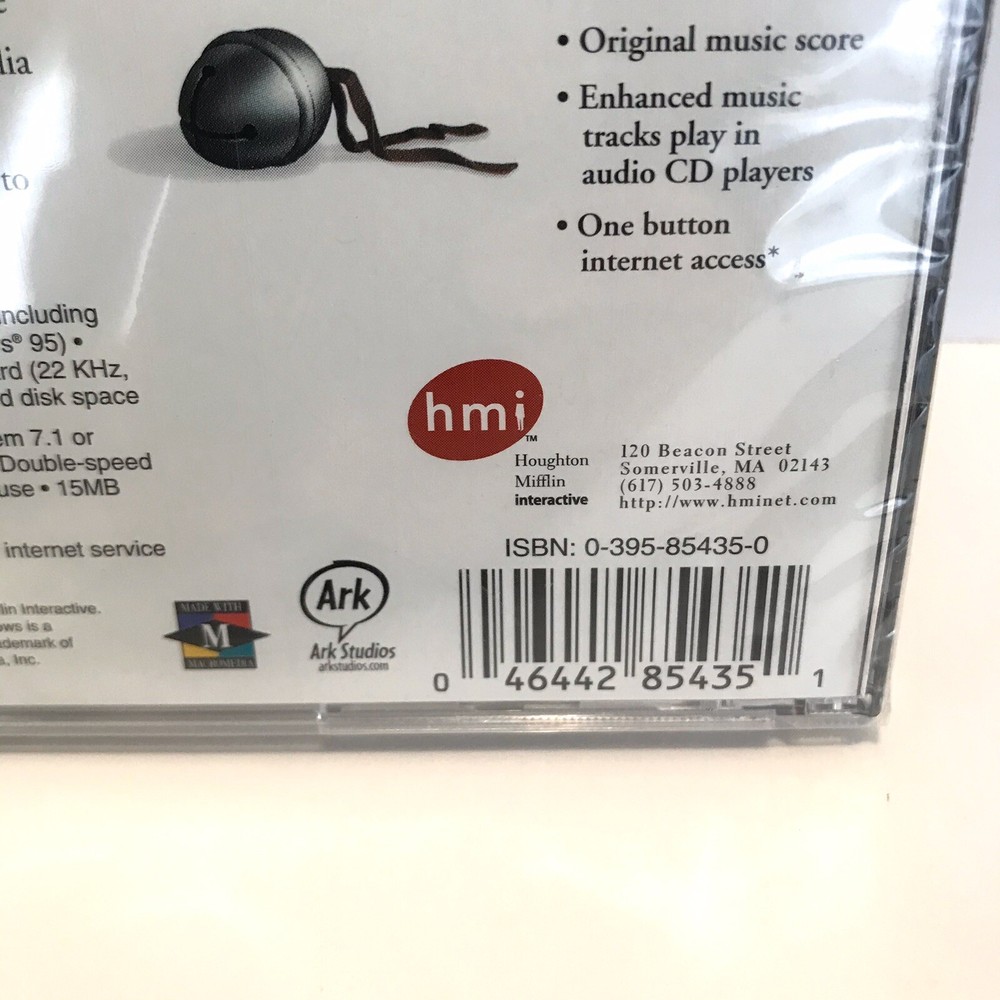 lia
to
• Original music score
• Enhanced music
tracks play in
audio CD players
• One button
internet access*
ncluding
s® 95) •
rd (22 KHz,
d disk space
em 7.1 or
Double-speed
use • 15MB
internet service
lin Interactive.
ows is a
demark of
a, Inc.
hmi™
Houghton
Mifflin
interactive
120 Beacon Street
Somerville, MA 02143
(617) 503-4888
http://www.hminet.com
MADE WITH
M
MACROMEDIA
Ark
Ark Studios
arkstudios.com
ISBN: 0-395-85435-0
0 46442 85435 1